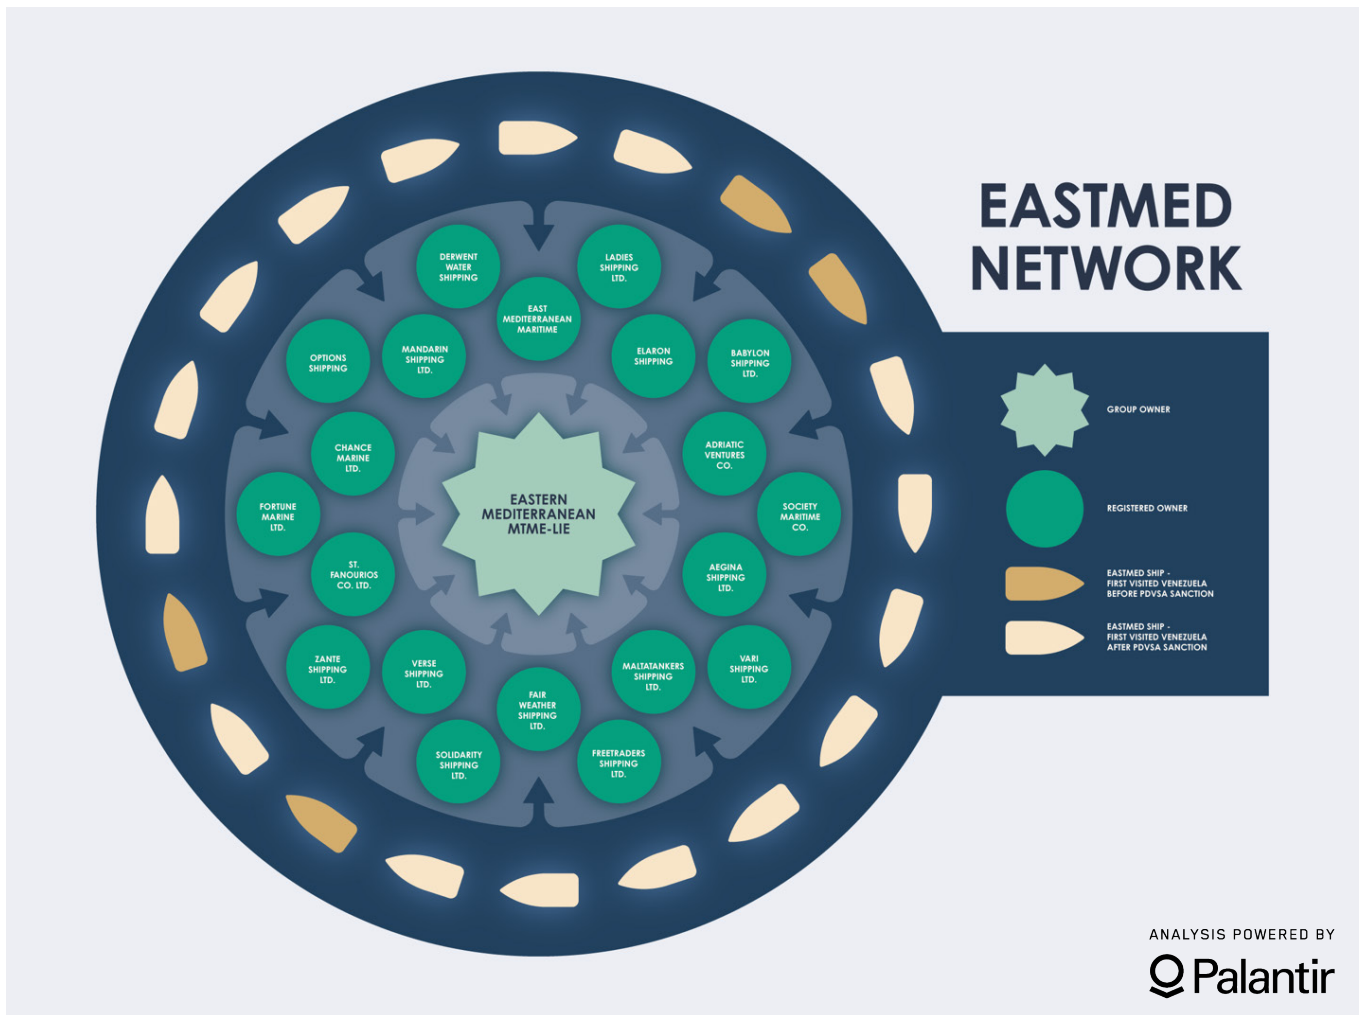 EASTMED
NETWORK
DERWENT
WATER
SHIPPING
LADIES
SHIPPING
LTD.
EAST
MEDITERRANEAN
MARITIME
OPTIONS
SHIPPING
MANDARIN
SHIPPING
LTD.
ELARON
SHIPPING
BABYLON
SHIPPING
LTD.
CHANCE
MARINE
LTD.
ADRIATIC
VENTURES
CO.
FORTUNE
MARINE
LTD.
EASTERN
MEDITERRANEAN
MTME-LIE
SOCIETY
MARITIME
CO.
ST.
FANOURIOS
CO. LTD.
AEGINA
SHIPPING
LTD.
ZANTE
SHIPPING
LTD.
VERSE
SHIPPING
LTD.
MALTATANKERS
SHIPPING
LTD.
VARI
SHIPPING
LTD.
FAIR
WEATHER
SHIPPING
LTD.
SOLIDARITY
SHIPPING
LTD.
FREETRADERS
SHIPPING
LTD.
GROUP OWNER
REGISTERED OWNER
EASTMED SHIP -
FIRST VISITED VENEZUELA
BEFORE PDVSA SANCTION
EASTMED SHIP -
FIRST VISITED VENEZUELA
AFTER PDVSA SANCTION
ANALYSIS POWERED BY
Palantir